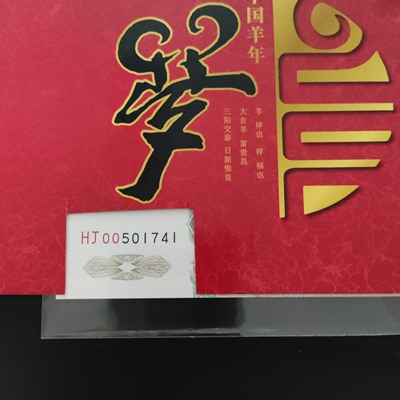 中国羊年
羊 祥也 祥 福也
大吉羊 富贵昌
三阳交泰 日新惟良
HJ00501741